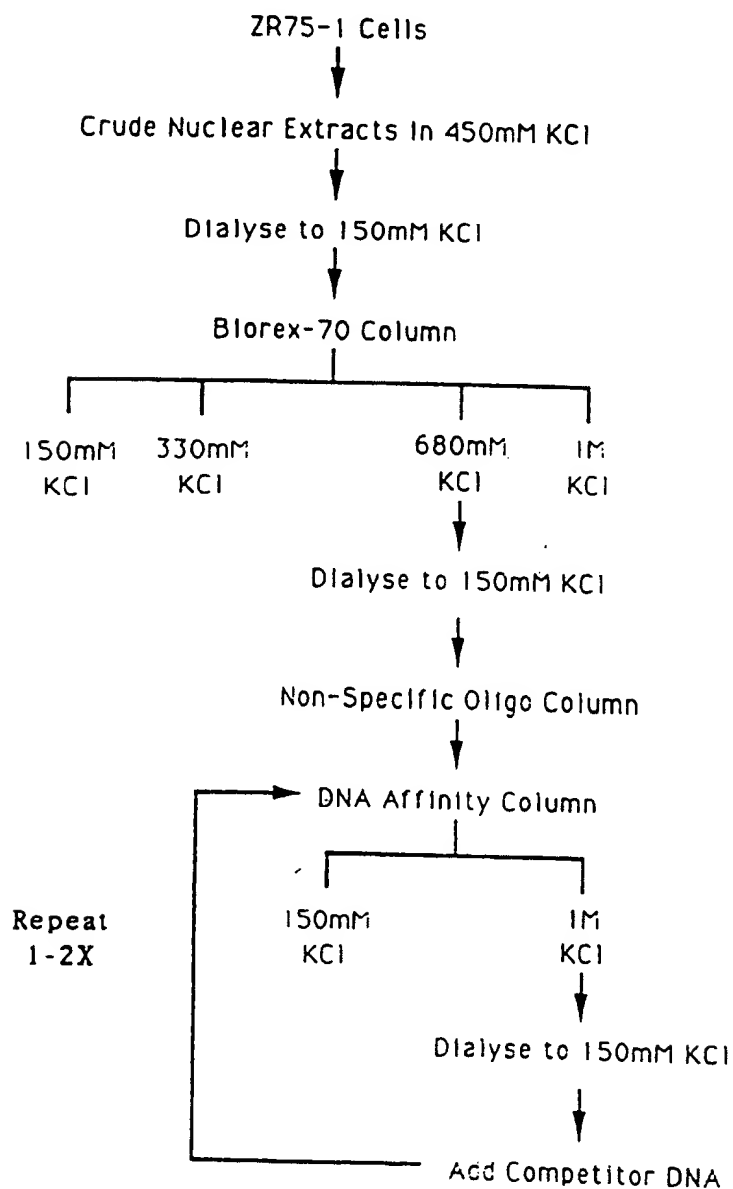 ZR75-1 Cells
Crude Nuclear Extracts in 450mM KCl
Dialyse to 150mM KCl
Biorex-70 Column
150mM 330mM 680mM 1M
KCl KCl KCl KCl
Dialyse to 150mM KCl
Non-Specific Oligo Column
DNA Affinity Column
150mM 1M
KCl KCl
Repeat
1-2X
Dialyse to 150mM KCl
Add Competitor DNA